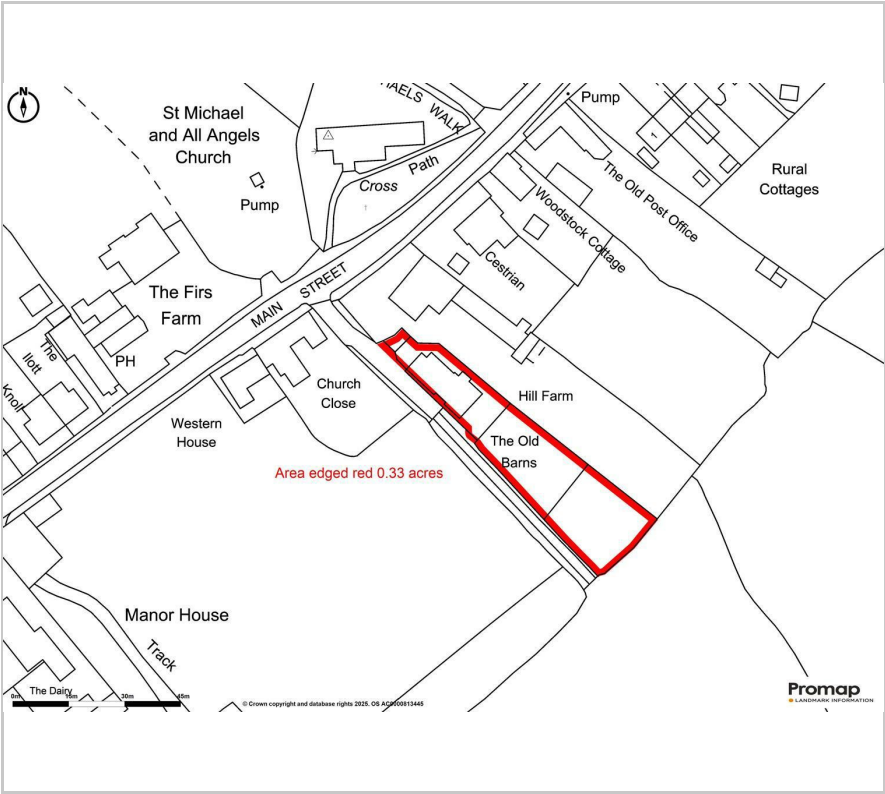 N
St Michael
and All Angels
Church
HAELS WALK
Pump
Path
Cross
Pump
Rural
Cottages
The Old Post Office
Woodstock Cottage
Cestrian
MAIN STREET
The Firs
Farm
PH
The
Ilott
Knoll
Church
Close
Western
House
Hill Farm
The Old
Barns
Area edged red 0.33 acres
1
Manor House
Track
The Dairy
0m 15m 30m 45m
© Crown copyright and database rights 2025. OS AC0000813445
Promap
LANDMARK INFORMATION